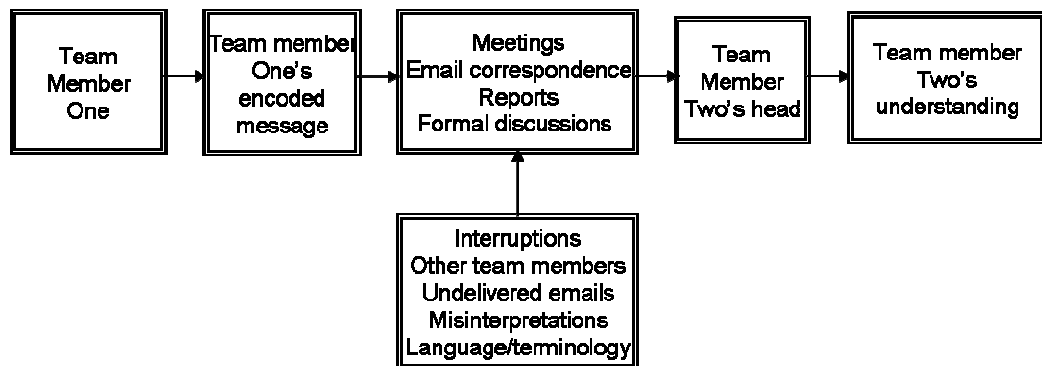 Team
Member
One
Team member
One's
encoded
message
Meetings
Email correspondence
Reports
Formal discussions
Team
Member
Two's head
Team member
Two's
understanding
Interruptions
Other team members
Undelivered emails
Misinterpretations
Language/terminology